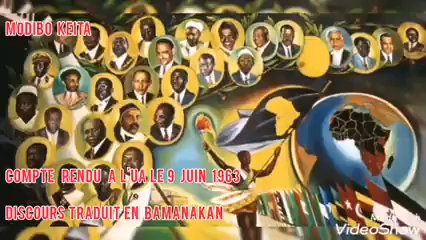 MODIBO KEITA
COMPTE RENDU A L'UA LE 9 JUIN 1963
DISCOURS TRADUIT EN BAMANAKAN
VideoShow